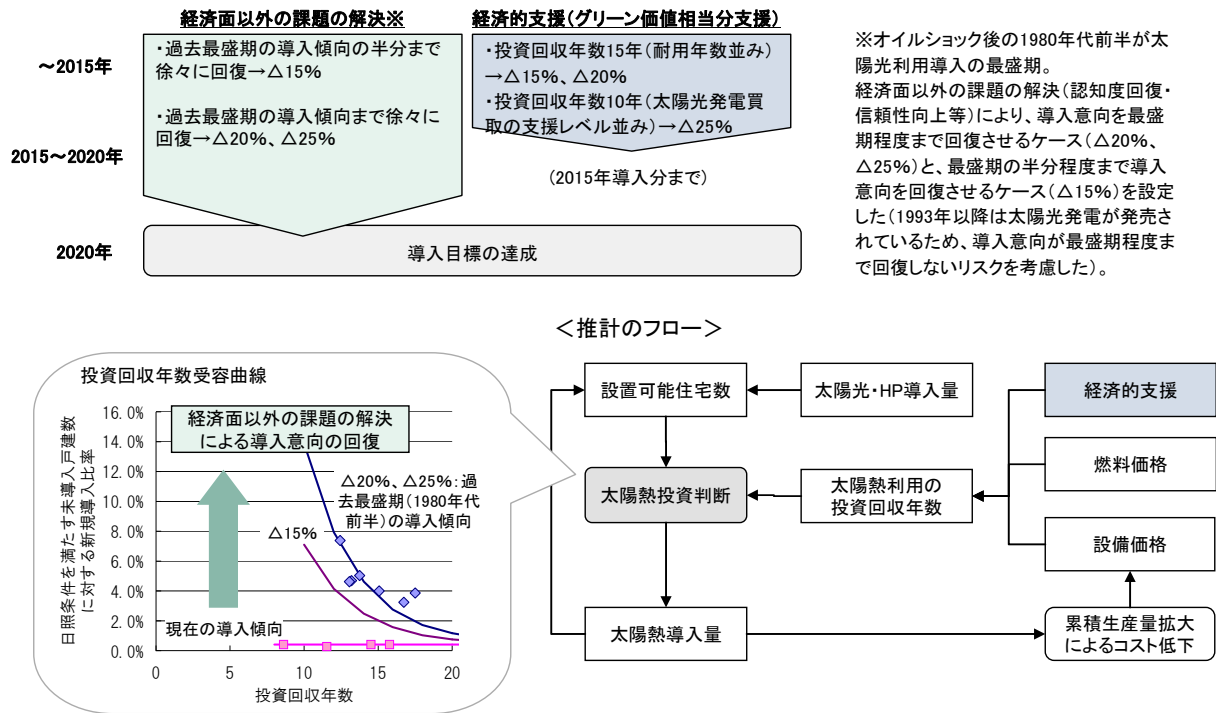 経済面以外の課題の解決※
経済的支援(グリーン価値相当分支援)
～2015年
・過去最盛期の導入傾向の半分まで
徐々に回復→△15%
・過去最盛期の導入傾向まで徐々に
回復→△20%、△25%
・投資回収年数15年(耐用年数並み)
→△15%、△20%
・投資回収年数10年(太陽光発電買
取の支援レベル並み)→△25%
2015～2020年
(2015年導入分まで)
2020年
導入目標の達成
※オイルショック後の1980年代前半が太
陽光利用導入の最盛期。
経済面以外の課題の解決(認知度回復・
信頼性向上等)により、導入意向を最盛
期程度まで回復させるケース(△20%、
△25%)と、最盛期の半分程度まで導入
意向を回復させるケース(△15%)を設定
した(1993年以降は太陽光発電が発売さ
れているため、導入意向が最盛期程度ま
で回復しないリスクを考慮した)。
＜推計のフロー＞
投資回収年数受容曲線
日照条件を満たす未導入戸建数
に対する新規導入比率
16.0%
14.0%
12.0%
10.0%
8.0%
6.0%
4.0%
2.0%
0.0%
経済面以外の課題の解決
による導入意向の回復
△20%、△25%:過
去最盛期(1980年代
前半)の導入傾向
△15%
現在の導入傾向
0 5 10 15 20
投資回収年数
設置可能住宅数
太陽光・HP導入量
経済的支援
太陽熱投資判断
太陽熱利用の
投資回収年数
燃料価格
設備価格
太陽熱導入量
累積生産量拡大
によるコスト低下